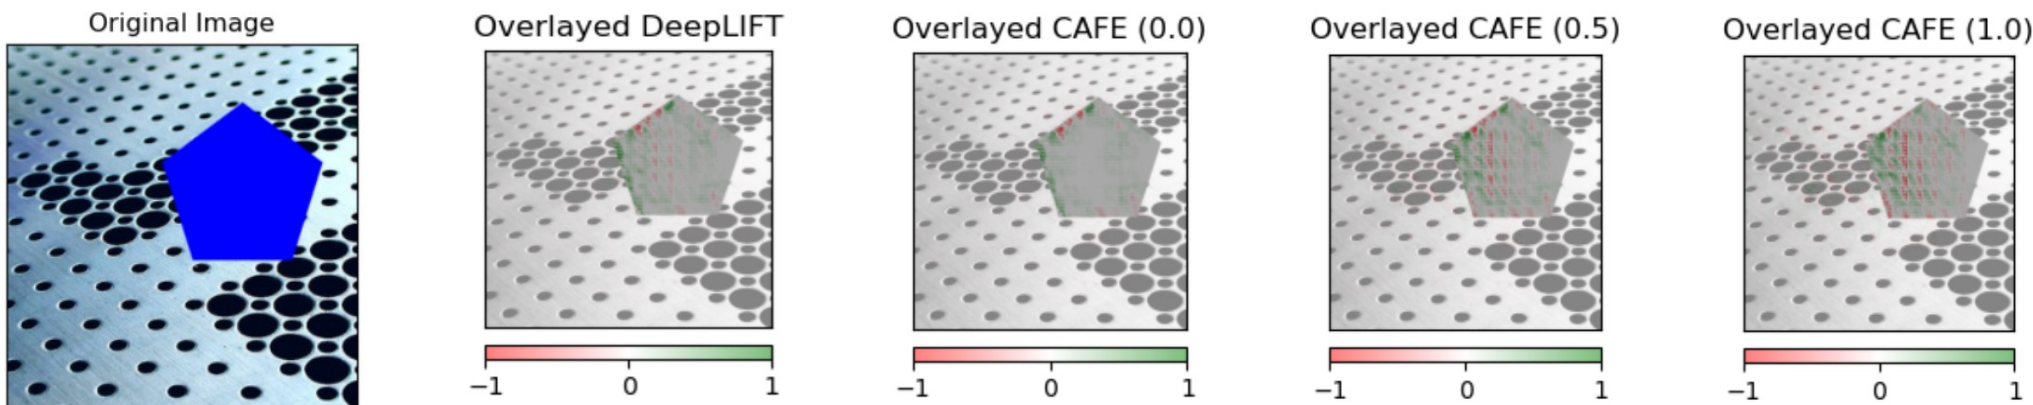 Original Image
Overlayed DeepLIFT
Overlayed CAFE (0.0)
Overlayed CAFE (0.5)
Overlayed CAFE (1.0)
−1 0 1
−1 0 1
−1 0 1
−1 0 1